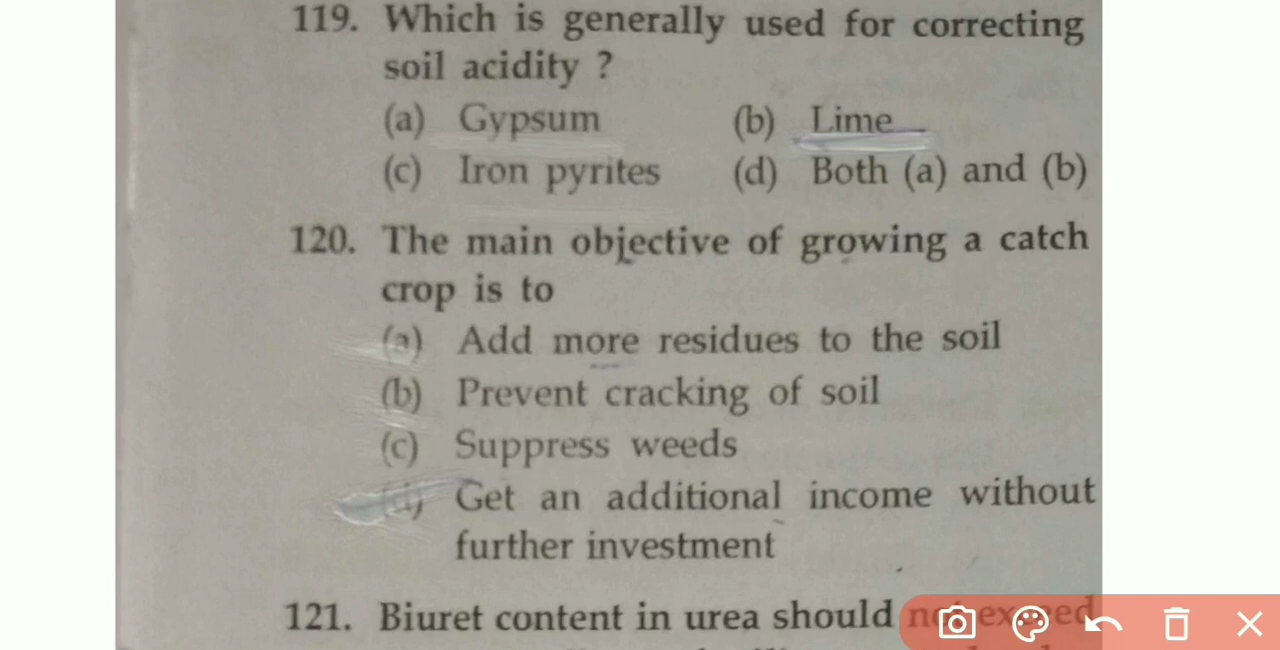 119. Which is generally used for correcting
soil acidity ?
(a) Gypsum (b) Lime
(c) Iron pyrites (d) Both (a) and (b)
120. The main objective of growing a catch
crop is to
(a) Add more residues to the soil
(b) Prevent cracking of soil
(c) Suppress weeds
(d) Get an additional income without
further investment
121. Biuret content in urea should not exceed